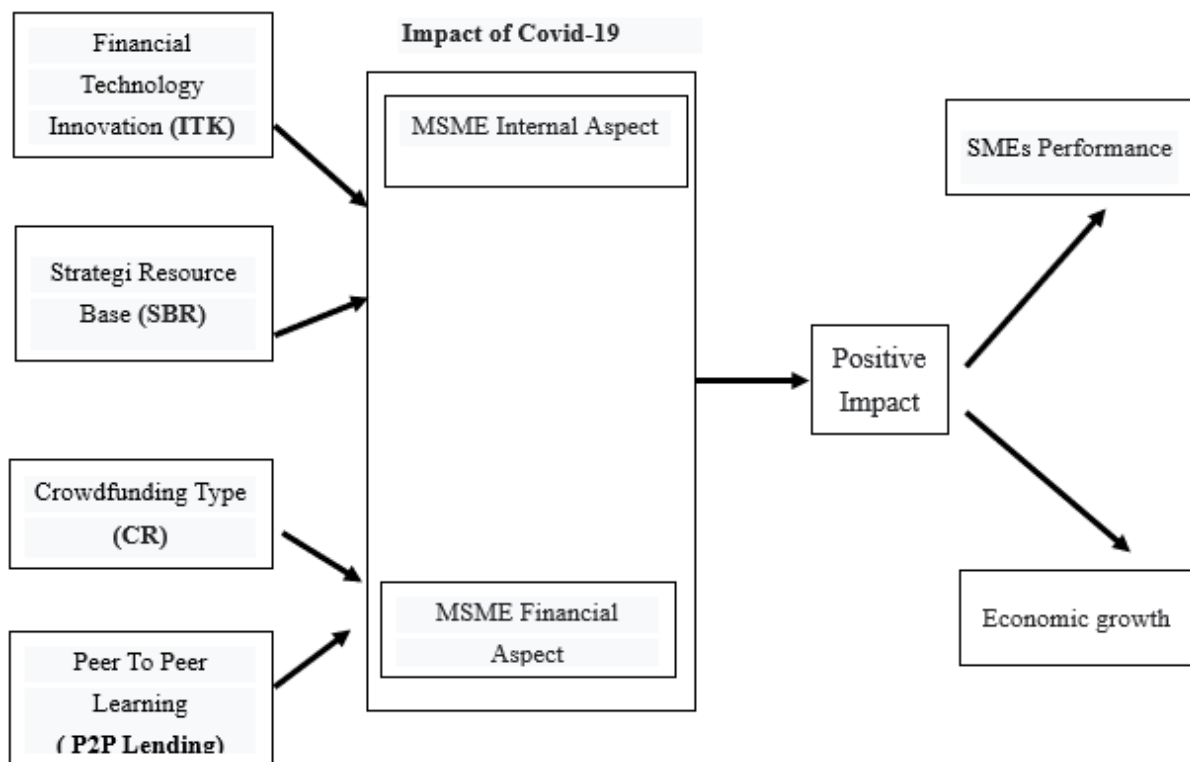 Financial
Technology
Innovation (ITK)
Strategi Resource
Base (SBR)
Crowdfunding Type
(CR)
Peer To Peer
Learning
( P2P Lending)
Impact of Covid-19
MSME Internal Aspect
MSME Financial
Aspect
Positive
Impact
SMEs Performance
Economic growth